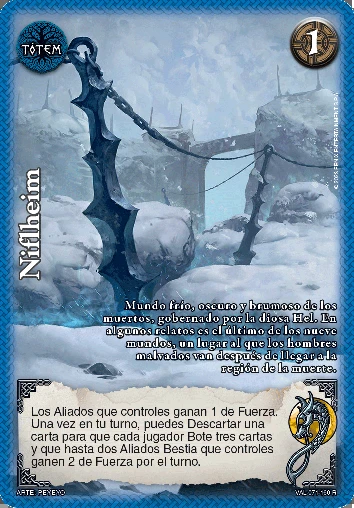 TÓTEM
1
Niflheim
Mundo frío, oscuro y brumoso de los
muertos, gobernado por la diosa Hel. En
algunos relatos es el último de los nueve
mundos, un lugar al que los hombres
malvados van después de llegar a la
región de la muerte.
Los Aliados que controles ganan 1 de Fuerza.
Una vez en tu turno, puedes Descartar una
carta para que cada jugador Bote tres cartas
y que hasta dos Aliados Bestia que controles
ganen 2 de Fuerza por el turno.
ARTE: PEYEYO